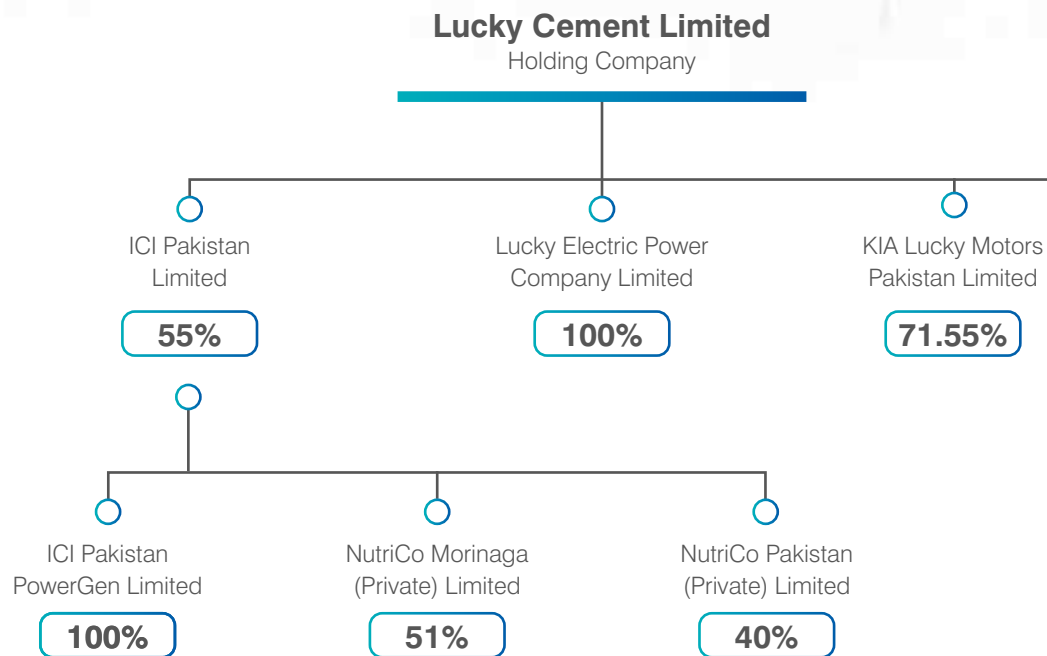 Lucky Cement Limited
Holding Company
ICI Pakistan
Limited
55%
Lucky Electric Power
Company Limited
100%
KIA Lucky Motors
Pakistan Limited
71.55%
ICI Pakistan
PowerGen Limited
100%
NutriCo Morinaga
(Private) Limited
51%
NutriCo Pakistan
(Private) Limited
40%